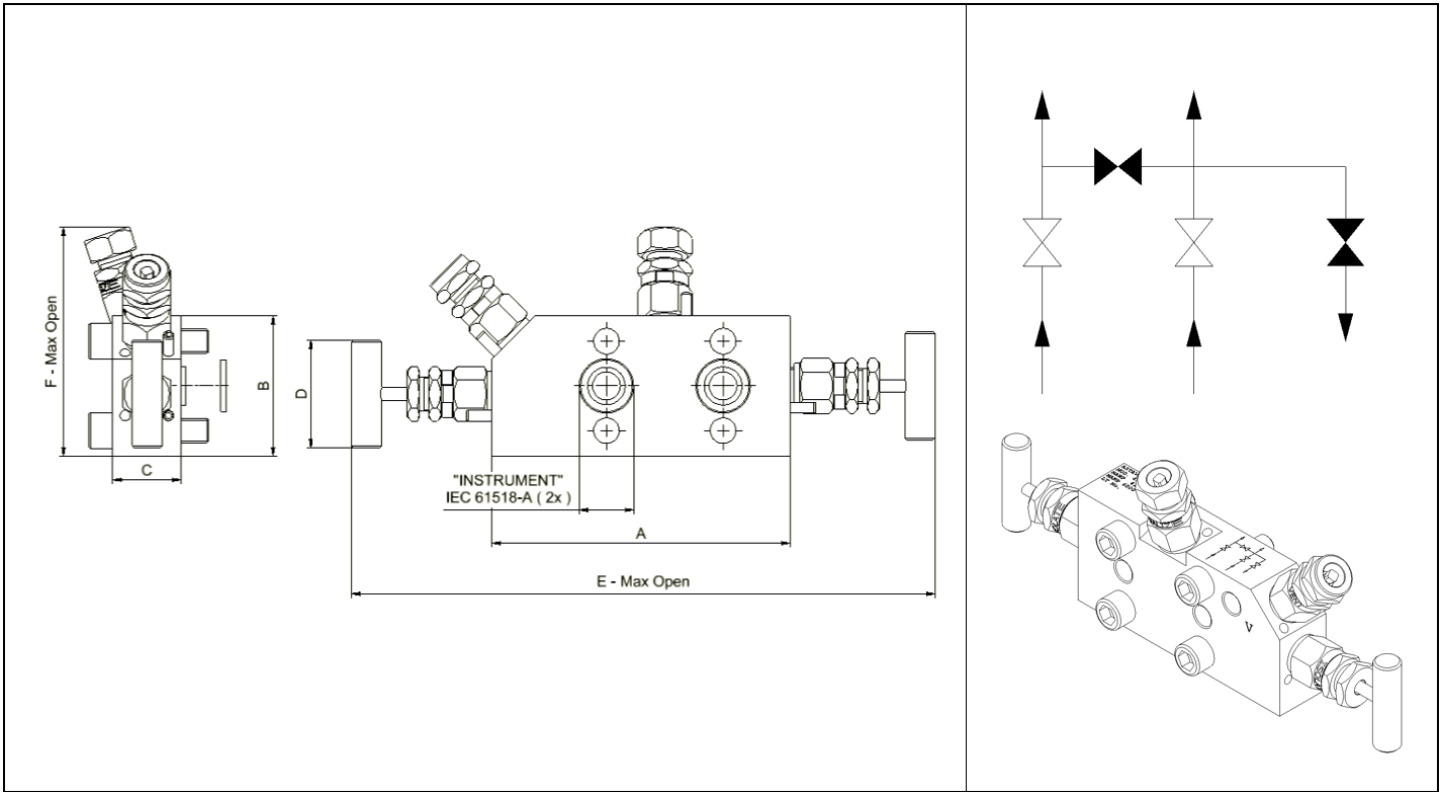 F - Max Open
D
B
C
"INSTRUMENT"
IEC 61518-A ( 2x )
A
E - Max Open
V